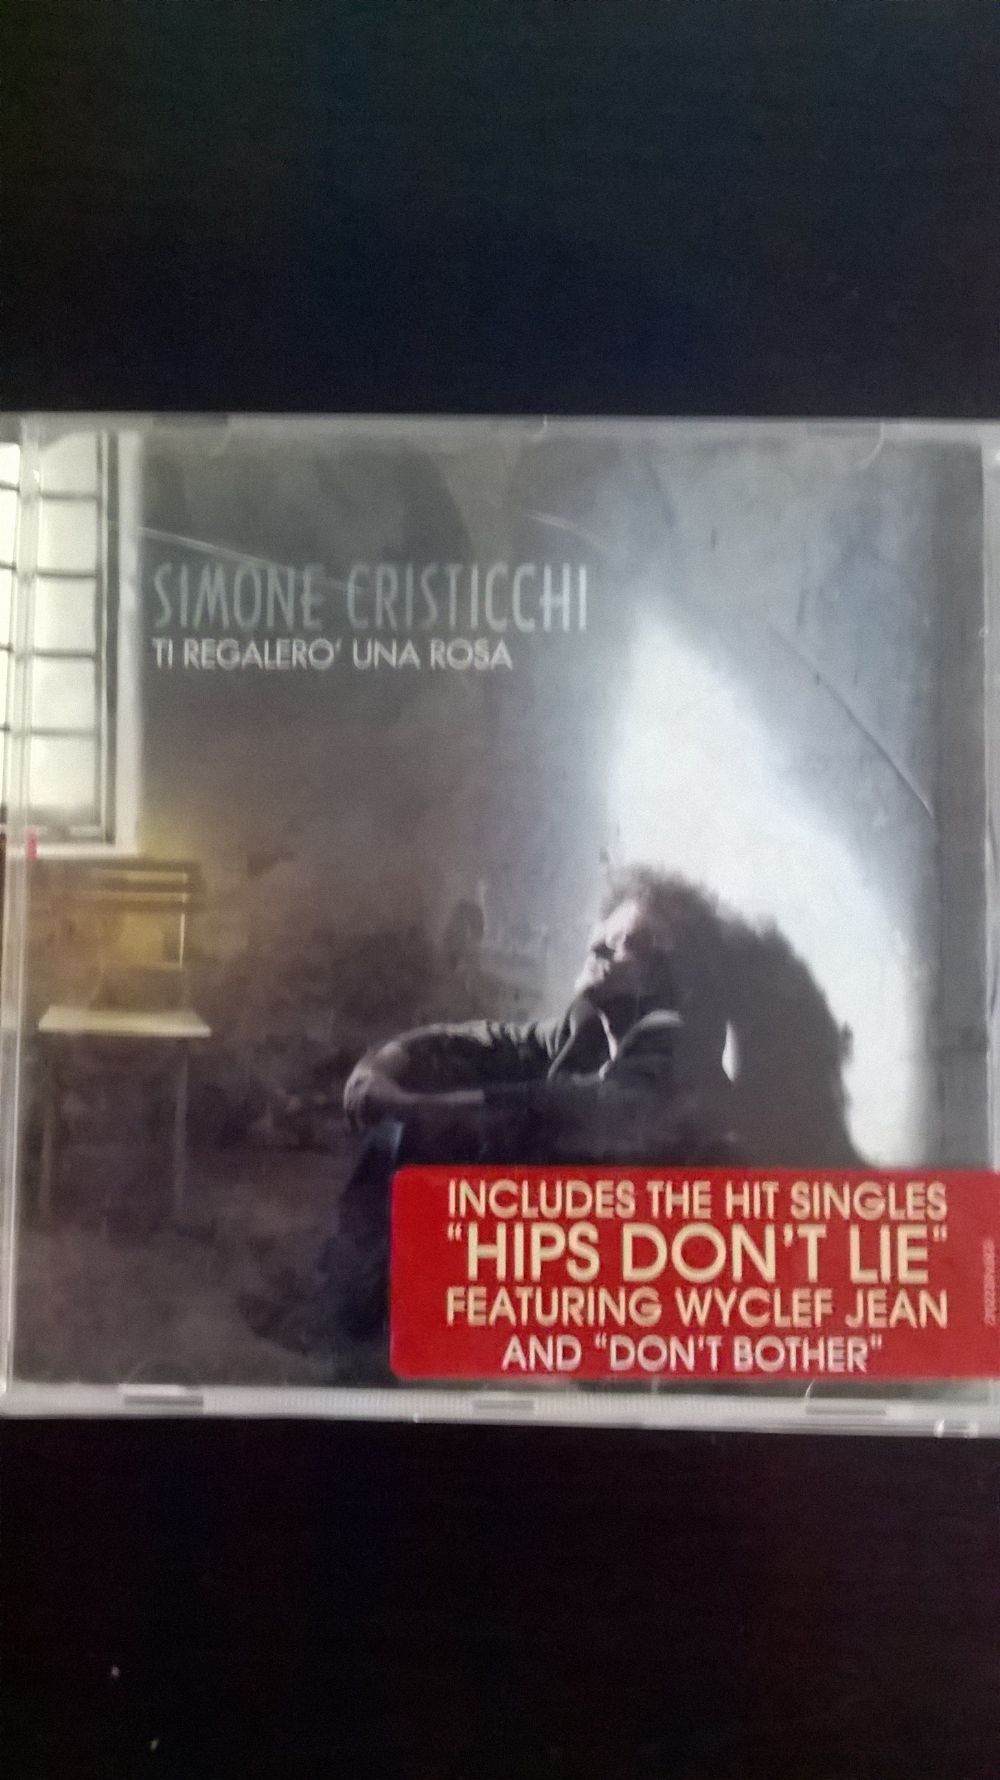 SIMONE CRISTICCHI
TI REGALERO' UNA ROSA
INCLUDES THE HIT SINGLES
"HIPS DON'T LIE"
FEATURING WYCLEF JEAN
AND "DON'T BOTHER"